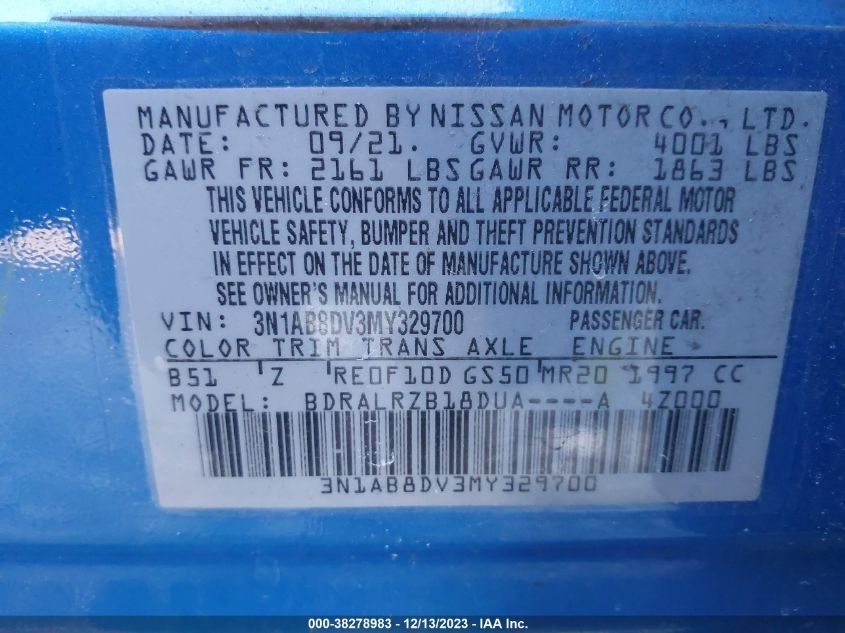 MANUFACTURED BY NISSAN MOTOR CO., LTD.
DATE: 09/21. GVWR: 4001 LBS
GAWR FR: 2161 LBS GAWR RR: 1863 LBS
THIS VEHICLE CONFORMS TO ALL APPLICABLE FEDERAL MOTOR
VEHICLE SAFETY, BUMPER AND THEFT PREVENTION STANDARDS
IN EFFECT ON THE DATE OF MANUFACTURE SHOWN ABOVE.
SEE OWNER'S MANUAL FOR ADDITIONAL INFORMATION.
VIN: 3N1AB8DV3MY329700 PASSENGER CAR.
COLOR TRIM TRANS AXLE ENGINE
B51 Z RE0F10D GS50 MR20 1997 CC
MODEL: BDRALRZB18DUA----A 4Z000
3N1AB8DV3MY329700
000-38278983 - 12/13/2023 - IAA Inc.